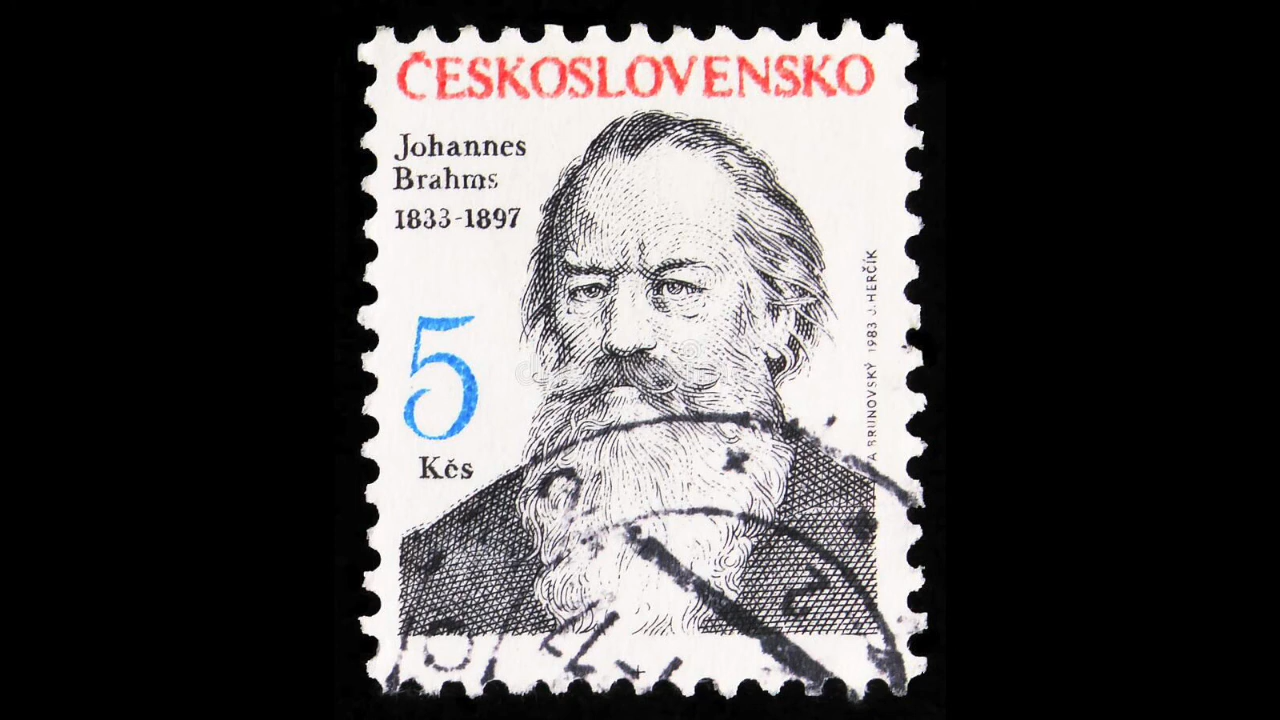 ČESKOSLOVENSKO
Johannes
Brahms
1833-1897
5
Kčs
A BRUNOVSKÝ 1983 J. HERČÍK